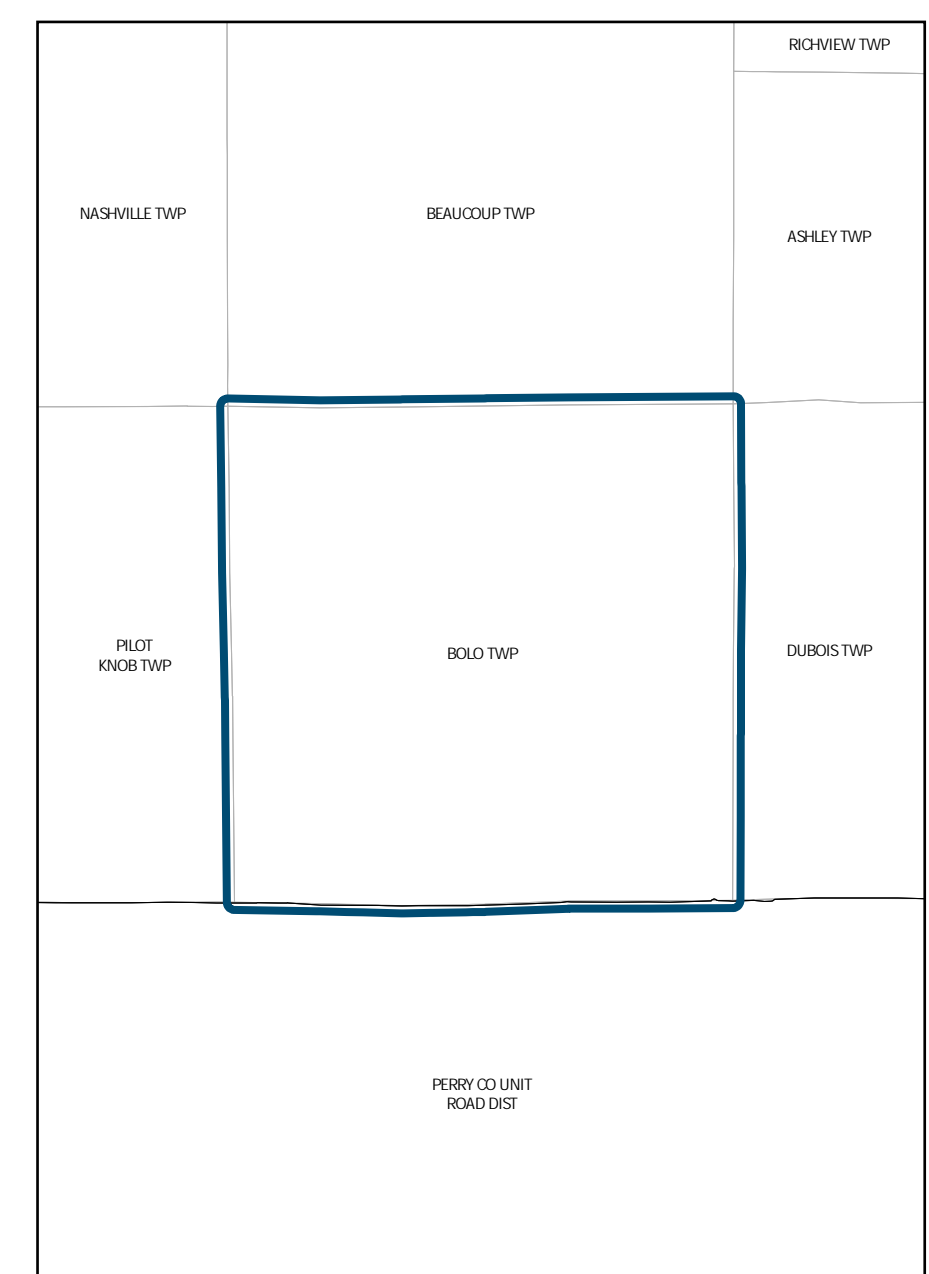 RICHVIEW TWP
NASHVILLE TWP
BEAUCOUP TWP
ASHLEY TWP
PILOT
KNOB TWP
BOLO TWP
DUBOIS TWP
PERRY CO UNIT
ROAD DIST